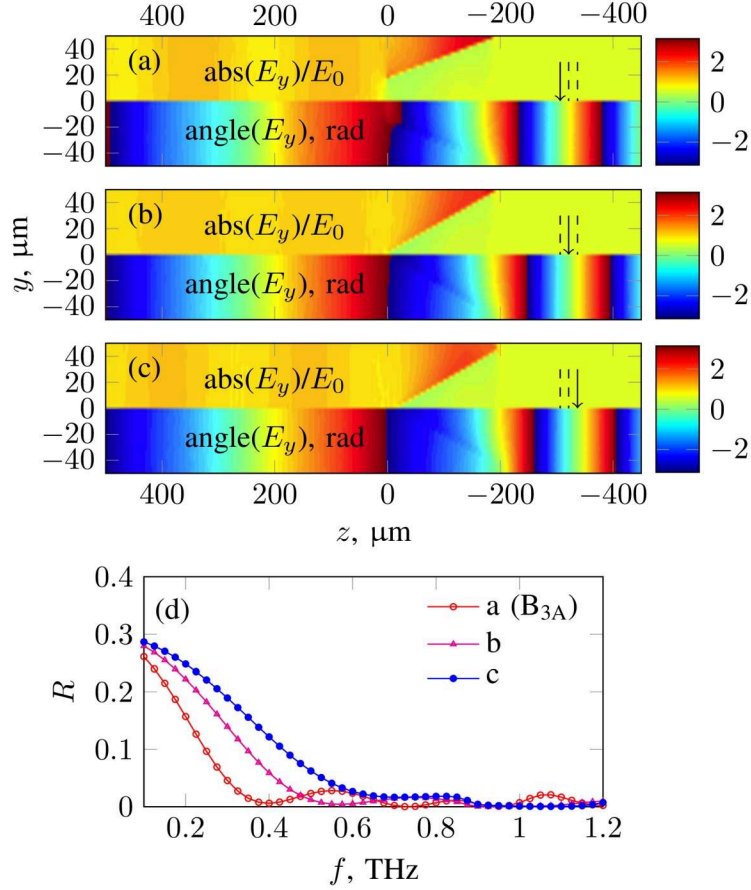 400 200 0 −200 −400
40
20
0
−20
−40
(a) abs(E_y)/E_0
angle(E_y), rad
2
0
−2
40
20
0
−20
−40
y, μm
(b) abs(E_y)/E_0
angle(E_y), rad
2
0
−2
40
20
0
−20
−40
(c) abs(E_y)/E_0
angle(E_y), rad
2
0
−2
400 200 0 −200 −400
z, μm
0.4
0.3
0.2
0.1
0
R
(d)
a (B_3A)
b
c
0.2 0.4 0.6 0.8 1 1.2
f, THz